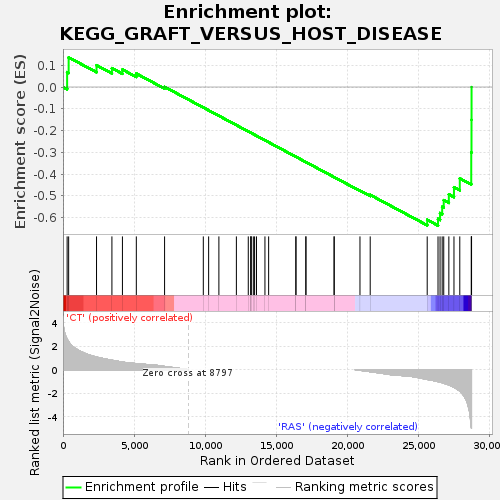 Enrichment plot:
KEGG_GRAFT_VERSUS_HOST_DISEASE
Enrichment score (ES)
0.1
0.0
-0.1
-0.2
-0.3
-0.4
-0.5
-0.6
'CT' (positively correlated)
Ranked list metric (Signal2Noise)
4
2
0
-2
-4
Zero cross at 8797
'RAS' (negatively correlated)
0
5,000
10,000
15,000
20,000
25,000
30,000
Rank in Ordered Dataset
Enrichment profile
Hits
Ranking metric scores